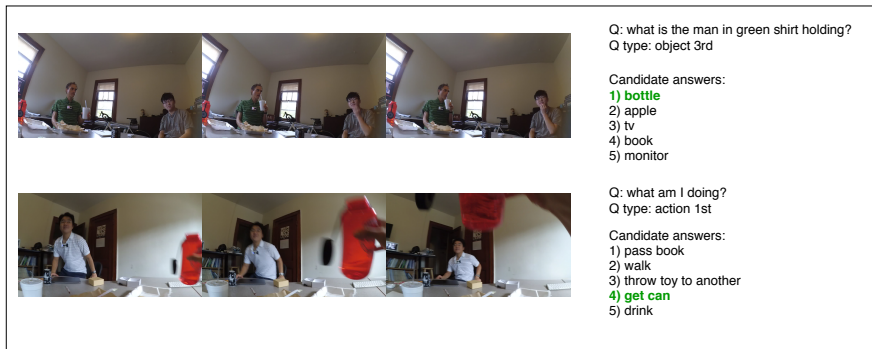 Q: what is the man in green shirt holding?
Q type: object 3rd
Candidate answers:
1) bottle
2) apple
3) tv
4) book
5) monitor
Q: what am I doing?
Q type: action 1st
Candidate answers:
1) pass book
2) walk
3) throw toy to another
4) get can
5) drink